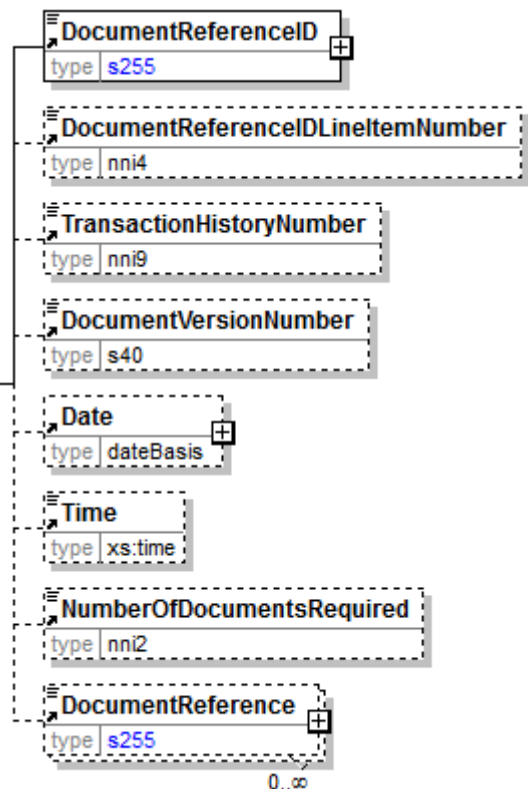 DocumentReferenceID
type s255
DocumentReferenceIDLineItemNumber
type nni4
TransactionHistoryNumber
type nni9
DocumentVersionNumber
type s40
Date
type dateBasis
Time
type xs:time
NumberOfDocumentsRequired
type nni2
DocumentReference
type s255
0..∞